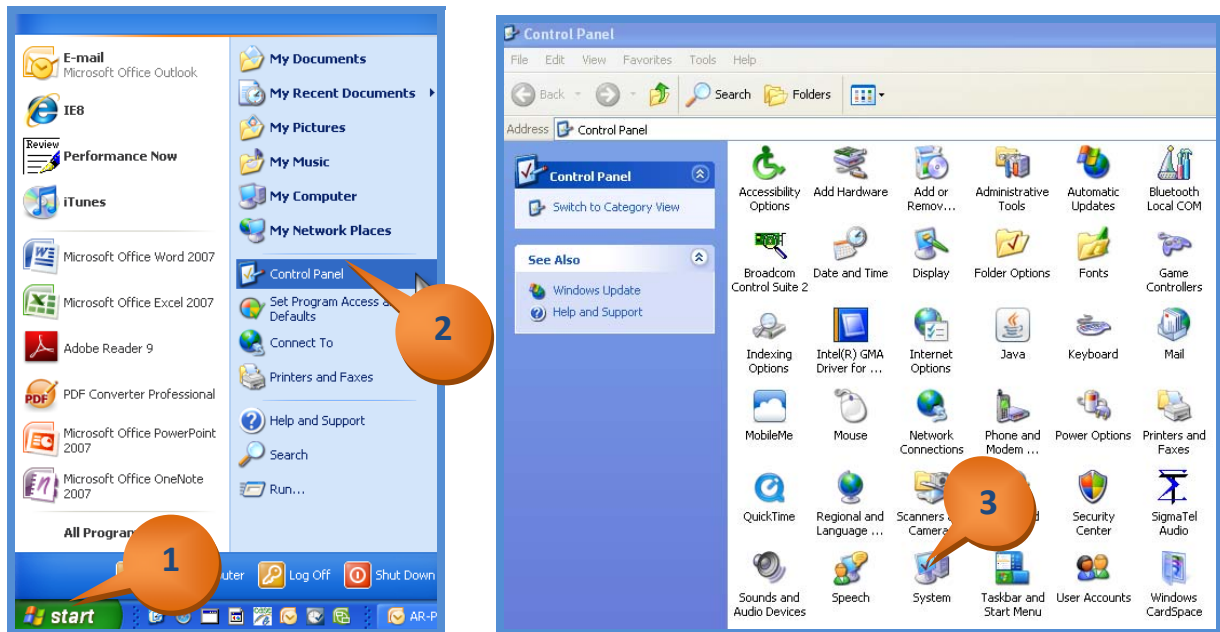 E-mail
Microsoft Office Outlook
IE8
Review
Performance Now
iTunes
Microsoft Office Word 2007
Microsoft Office Excel 2007
Adobe Reader 9
PDF
PDF Converter Professional
Microsoft Office PowerPoint
2007
Microsoft Office OneNote
2007
All Program
My Documents
My Recent Documents
My Pictures
My Music
My Computer
My Network Places
Control Panel
Set Program Access a
Defaults
Connect To
Printers and Faxes
Help and Support
Search
Run...
1
2
uter
Log Off
Shut Down
start
AR-P
Control Panel
File Edit View Favorites Tools Help
Back Search Folders
Address Control Panel
Control Panel
Switch to Category View
See Also
Windows Update
Help and Support
Accessibility Options
Add Hardware
Add or Remov...
Administrative Tools
Automatic Updates
Bluetooth Local COM
Broadcom Control Suite 2
Date and Time
Display
Folder Options
Fonts
Game Controllers
Indexing Options
Intel(R) GMA Driver for ...
Internet Options
Java
Keyboard
Mail
MobileMe
Mouse
Network Connections
Phone and Modem ...
Power Options
Printers and Faxes
QuickTime
Regional and Language ...
Scanners
Camera
3
Security Center
SigmaTel Audio
Sounds and Audio Devices
Speech
System
Taskbar and Start Menu
User Accounts
Windows CardSpace